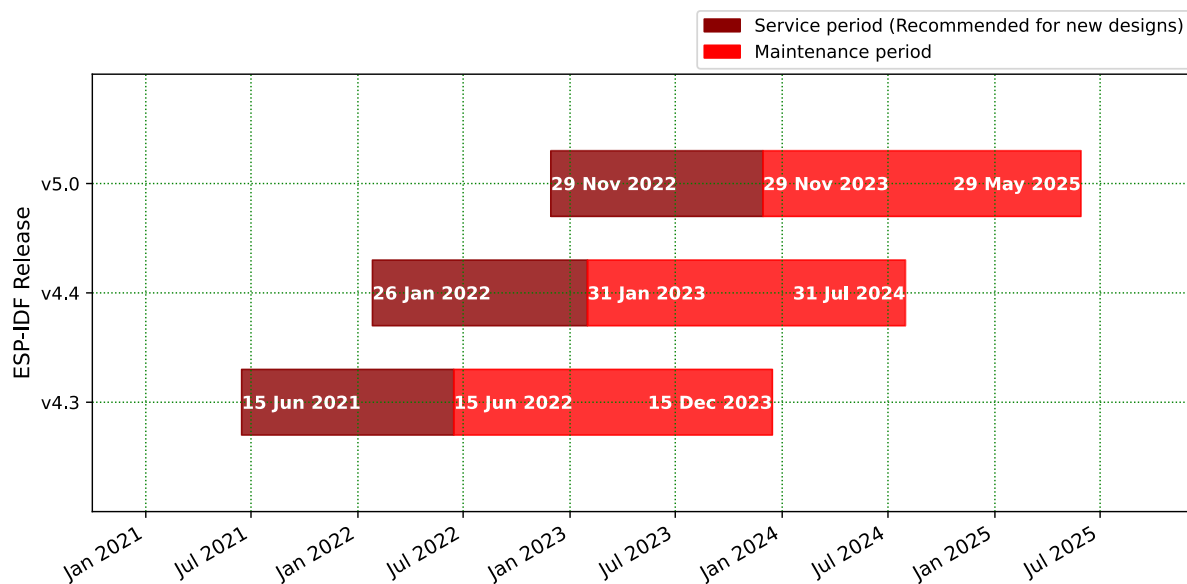 Service period (Recommended for new designs)
Maintenance period
ESP-IDF Release
v5.0
29 Nov 2022 29 Nov 2023 29 May 2025
v4.4
26 Jan 2022 31 Jan 2023 31 Jul 2024
v4.3
15 Jun 2021 15 Jun 2022 15 Dec 2023
Jan 2021 Jul 2021 Jan 2022 Jul 2022 Jan 2023 Jul 2023 Jan 2024 Jul 2024 Jan 2025 Jul 2025